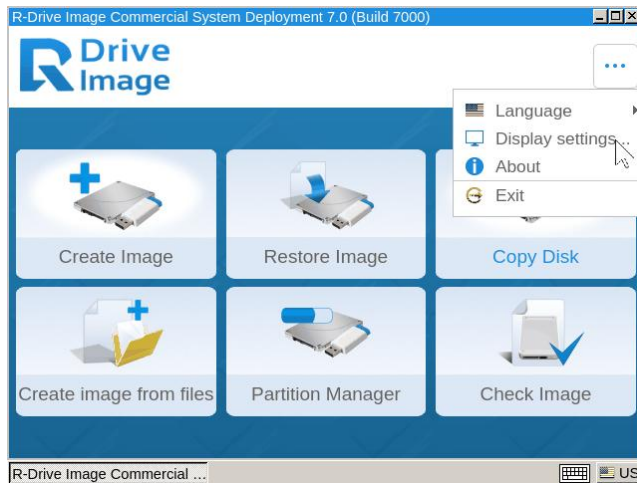 R-Drive Image Commercial System Deployment 7.0 (Build 7000)
R Drive
Image
Language
Display settings...
About
Exit
Create Image
Restore Image
Copy Disk
Create image from files
Partition Manager
Check Image
R-Drive Image Commercial ...
US